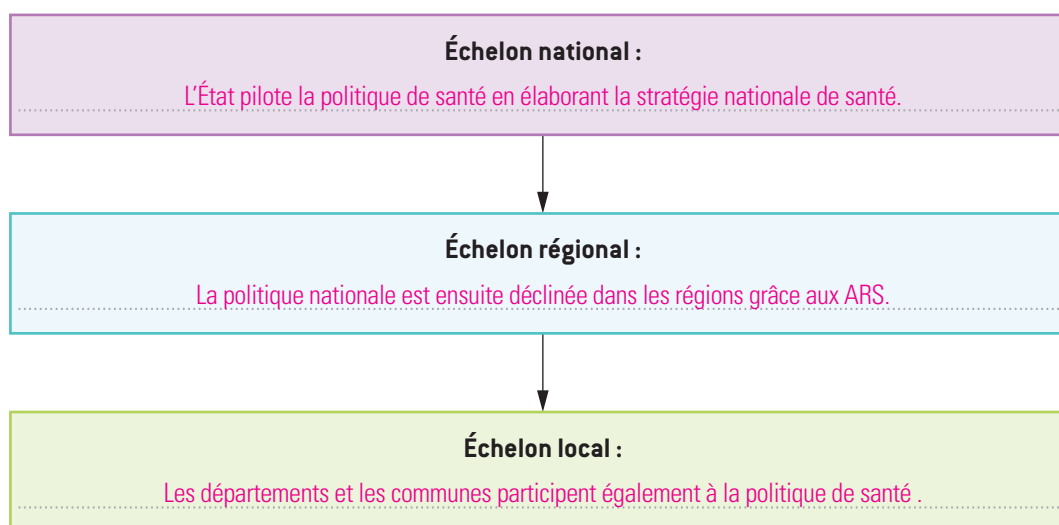 Échelon national :
L'État pilote la politique de santé en élaborant la stratégie nationale de santé.
Échelon régional :
La politique nationale est ensuite déclinée dans les régions grâce aux ARS.
Échelon local :
Les départements et les communes participent également à la politique de santé .